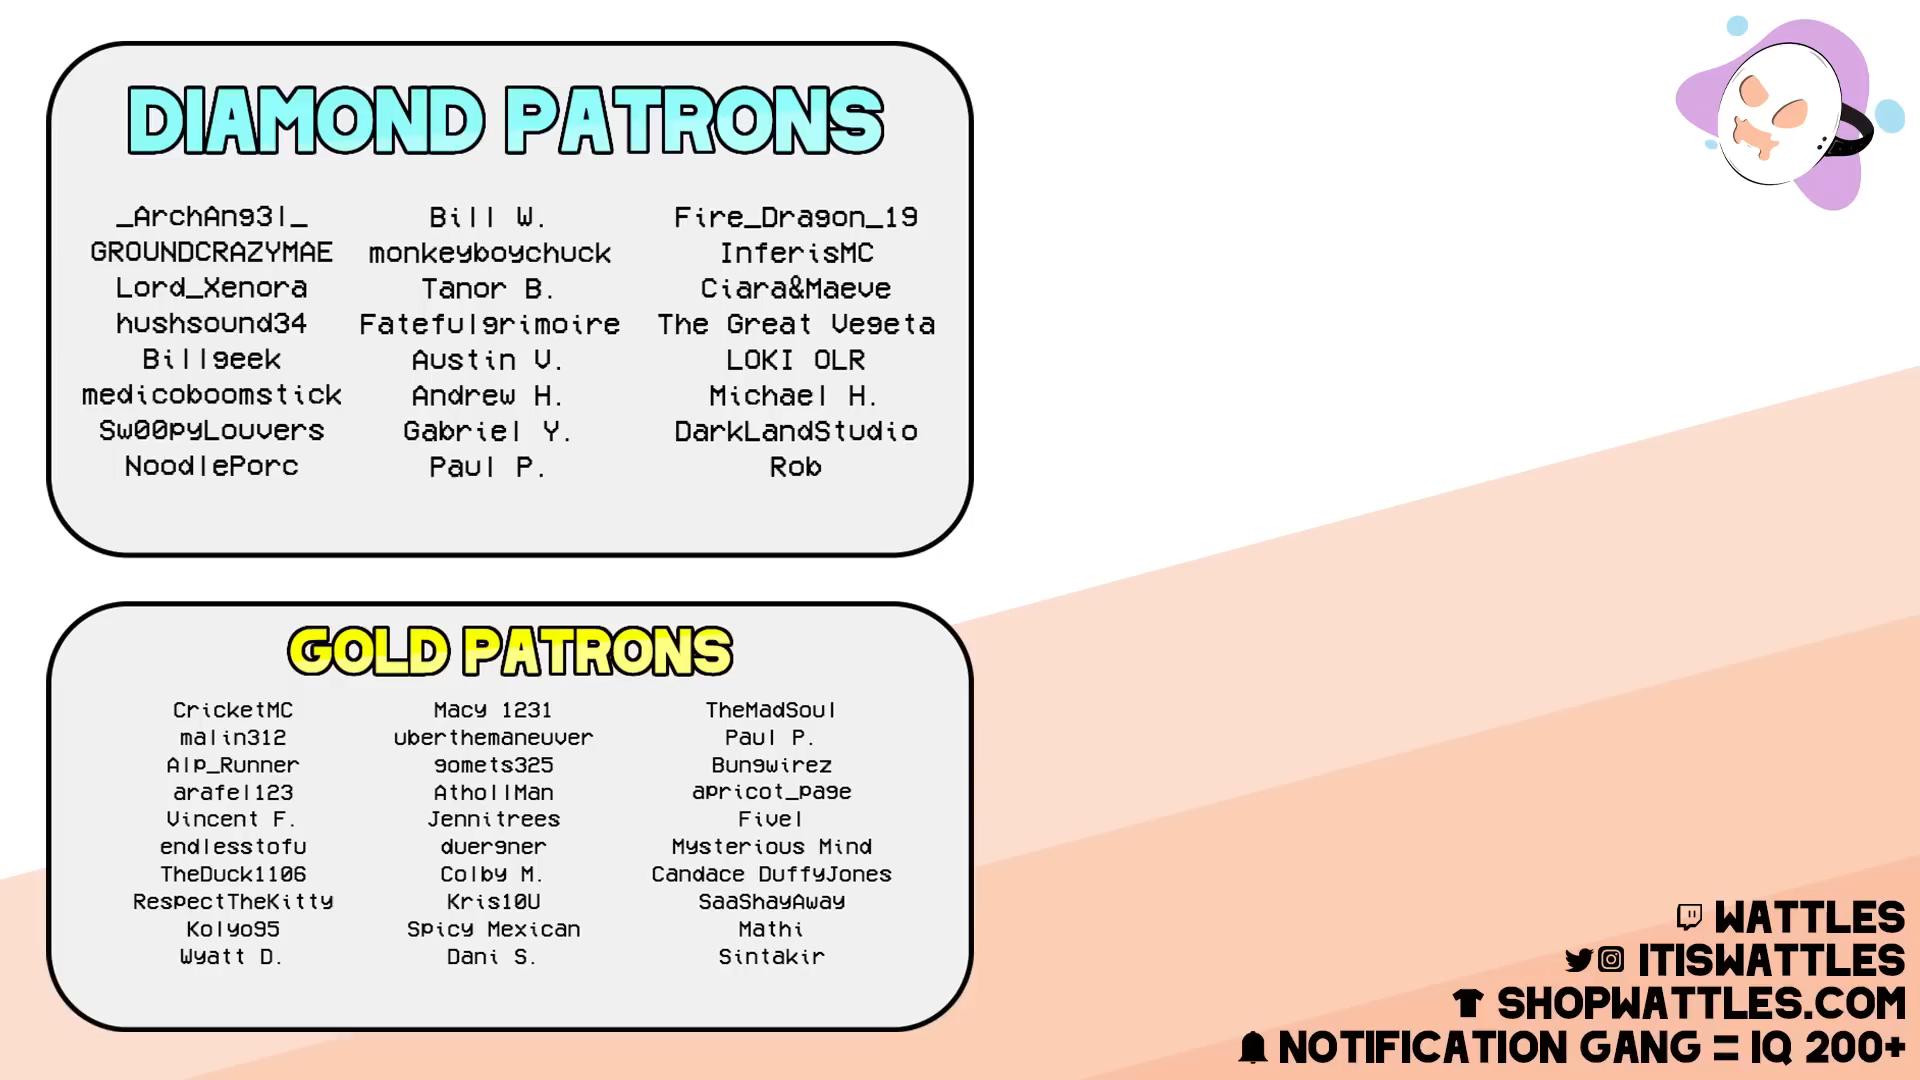 DIAMOND PATRONS
_ArchAng3l_ Bill W. Fire_Dragon_19
GROUNDCRAZYMAE monkeyboychuck InferisMC
Lord_Xenora Tanor B. Ciara&Maeve
hushsound34 Fatefulgrimoire The Great Vegeta
Billgeek Austin V. LOKI OLR
medicoboomstick Andrew H. Michael H.
Sw00pyLouvers Gabriel Y. DarkLandStudio
NoodlePorc Paul P. Rob
GOLD PATRONS
CricketMC Macy 1231 TheMadSoul
malin312 uberthemaneuver Paul P.
Alp_Runner gomets325 Bungwirez
arafel123 AthollMan apricot_page
Vincent F. Jennitrees Fivel
endlesstofu duergner Mysterious Mind
TheDuck1106 Colby M. Candace DuffyJones
RespectTheKitty Kris10U SaaShayAway
Kolyo95 Spicy Mexican Mathi
Wyatt D. Dani S. Sintakir
WATTLES
ITISWATTLES
SHOPWATTLES.COM
NOTIFICATION GANG = IQ 200+